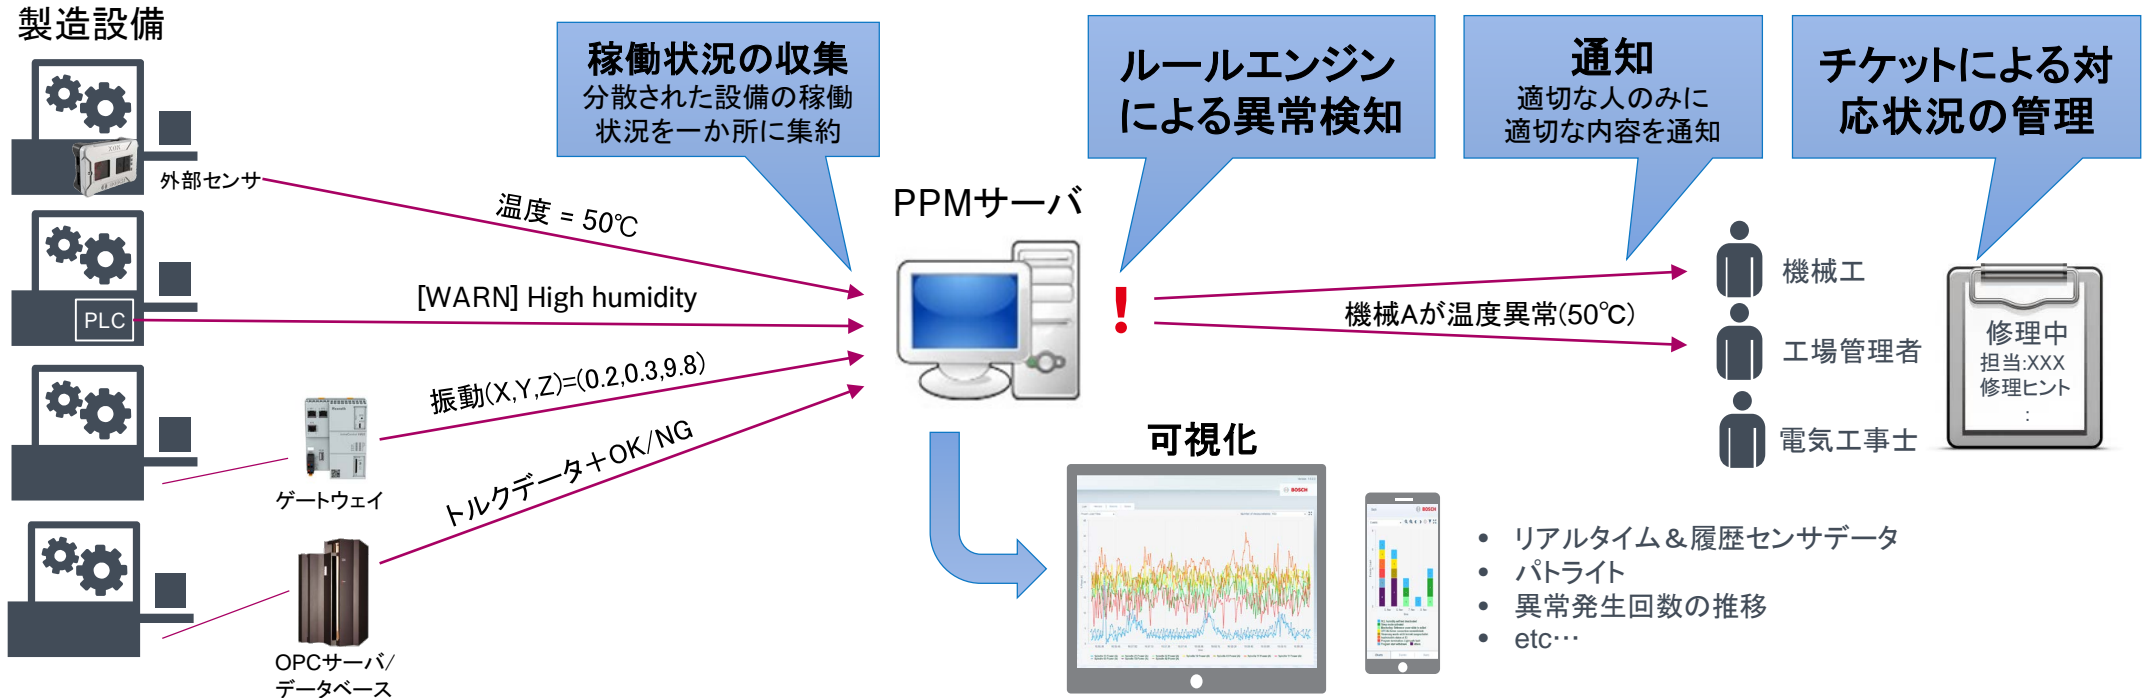 製造設備
外部センサ
PLC
ゲートウェイ
OPCサーバ/
データベース
稼働状況の収集
分散された設備の稼働
状況を一か所に集約
温度 = 50℃
[WARN] High humidity
振動(X,Y,Z)=(0.2,0.3,9.8)
トルクデータ＋OK/NG
PPMサーバ
ルールエンジン
による異常検知
!
通知
適切な人のみに
適切な内容を通知
機械Aが温度異常(50℃)
機械工
工場管理者
電気工事士
チケットによる対
応状況の管理
修理中
担当:XXX
修理ヒント
:
可視化
BOSCH
BOSCH
• リアルタイム＆履歴センサデータ
• パトライト
• 異常発生回数の推移
• etc…